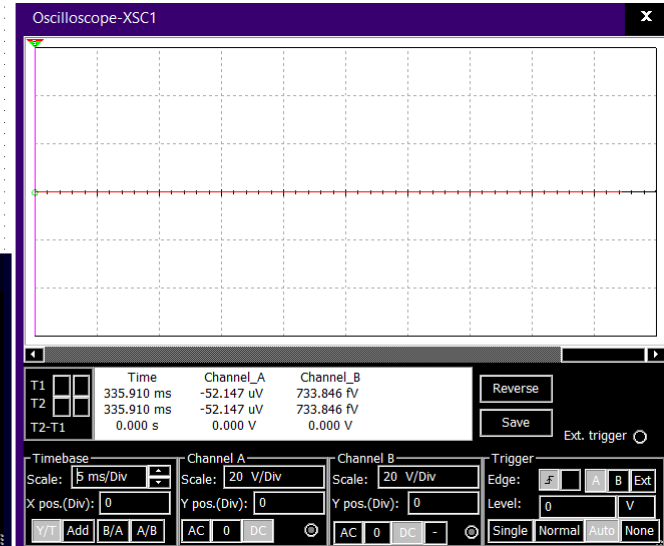 Oscilloscope-XSC1 x
Time Channel_A Channel_B
T1 335.910 ms -52.147 uV 733.846 fV
T2 335.910 ms -52.147 uV 733.846 fV
T2-T1 0.000 s 0.000 V 0.000 V
Reverse
Save
Ext. trigger
Timebase Channel A Channel B Trigger
Scale: 5 ms/Div Scale: 20 V/Div Scale: 20 V/Div Edge: A B Ext
X pos.(Div): 0 Y pos.(Div): 0 Y pos.(Div): 0 Level: 0 V
Y/T Add B/A A/B AC 0 DC AC 0 DC - Single Normal Auto None